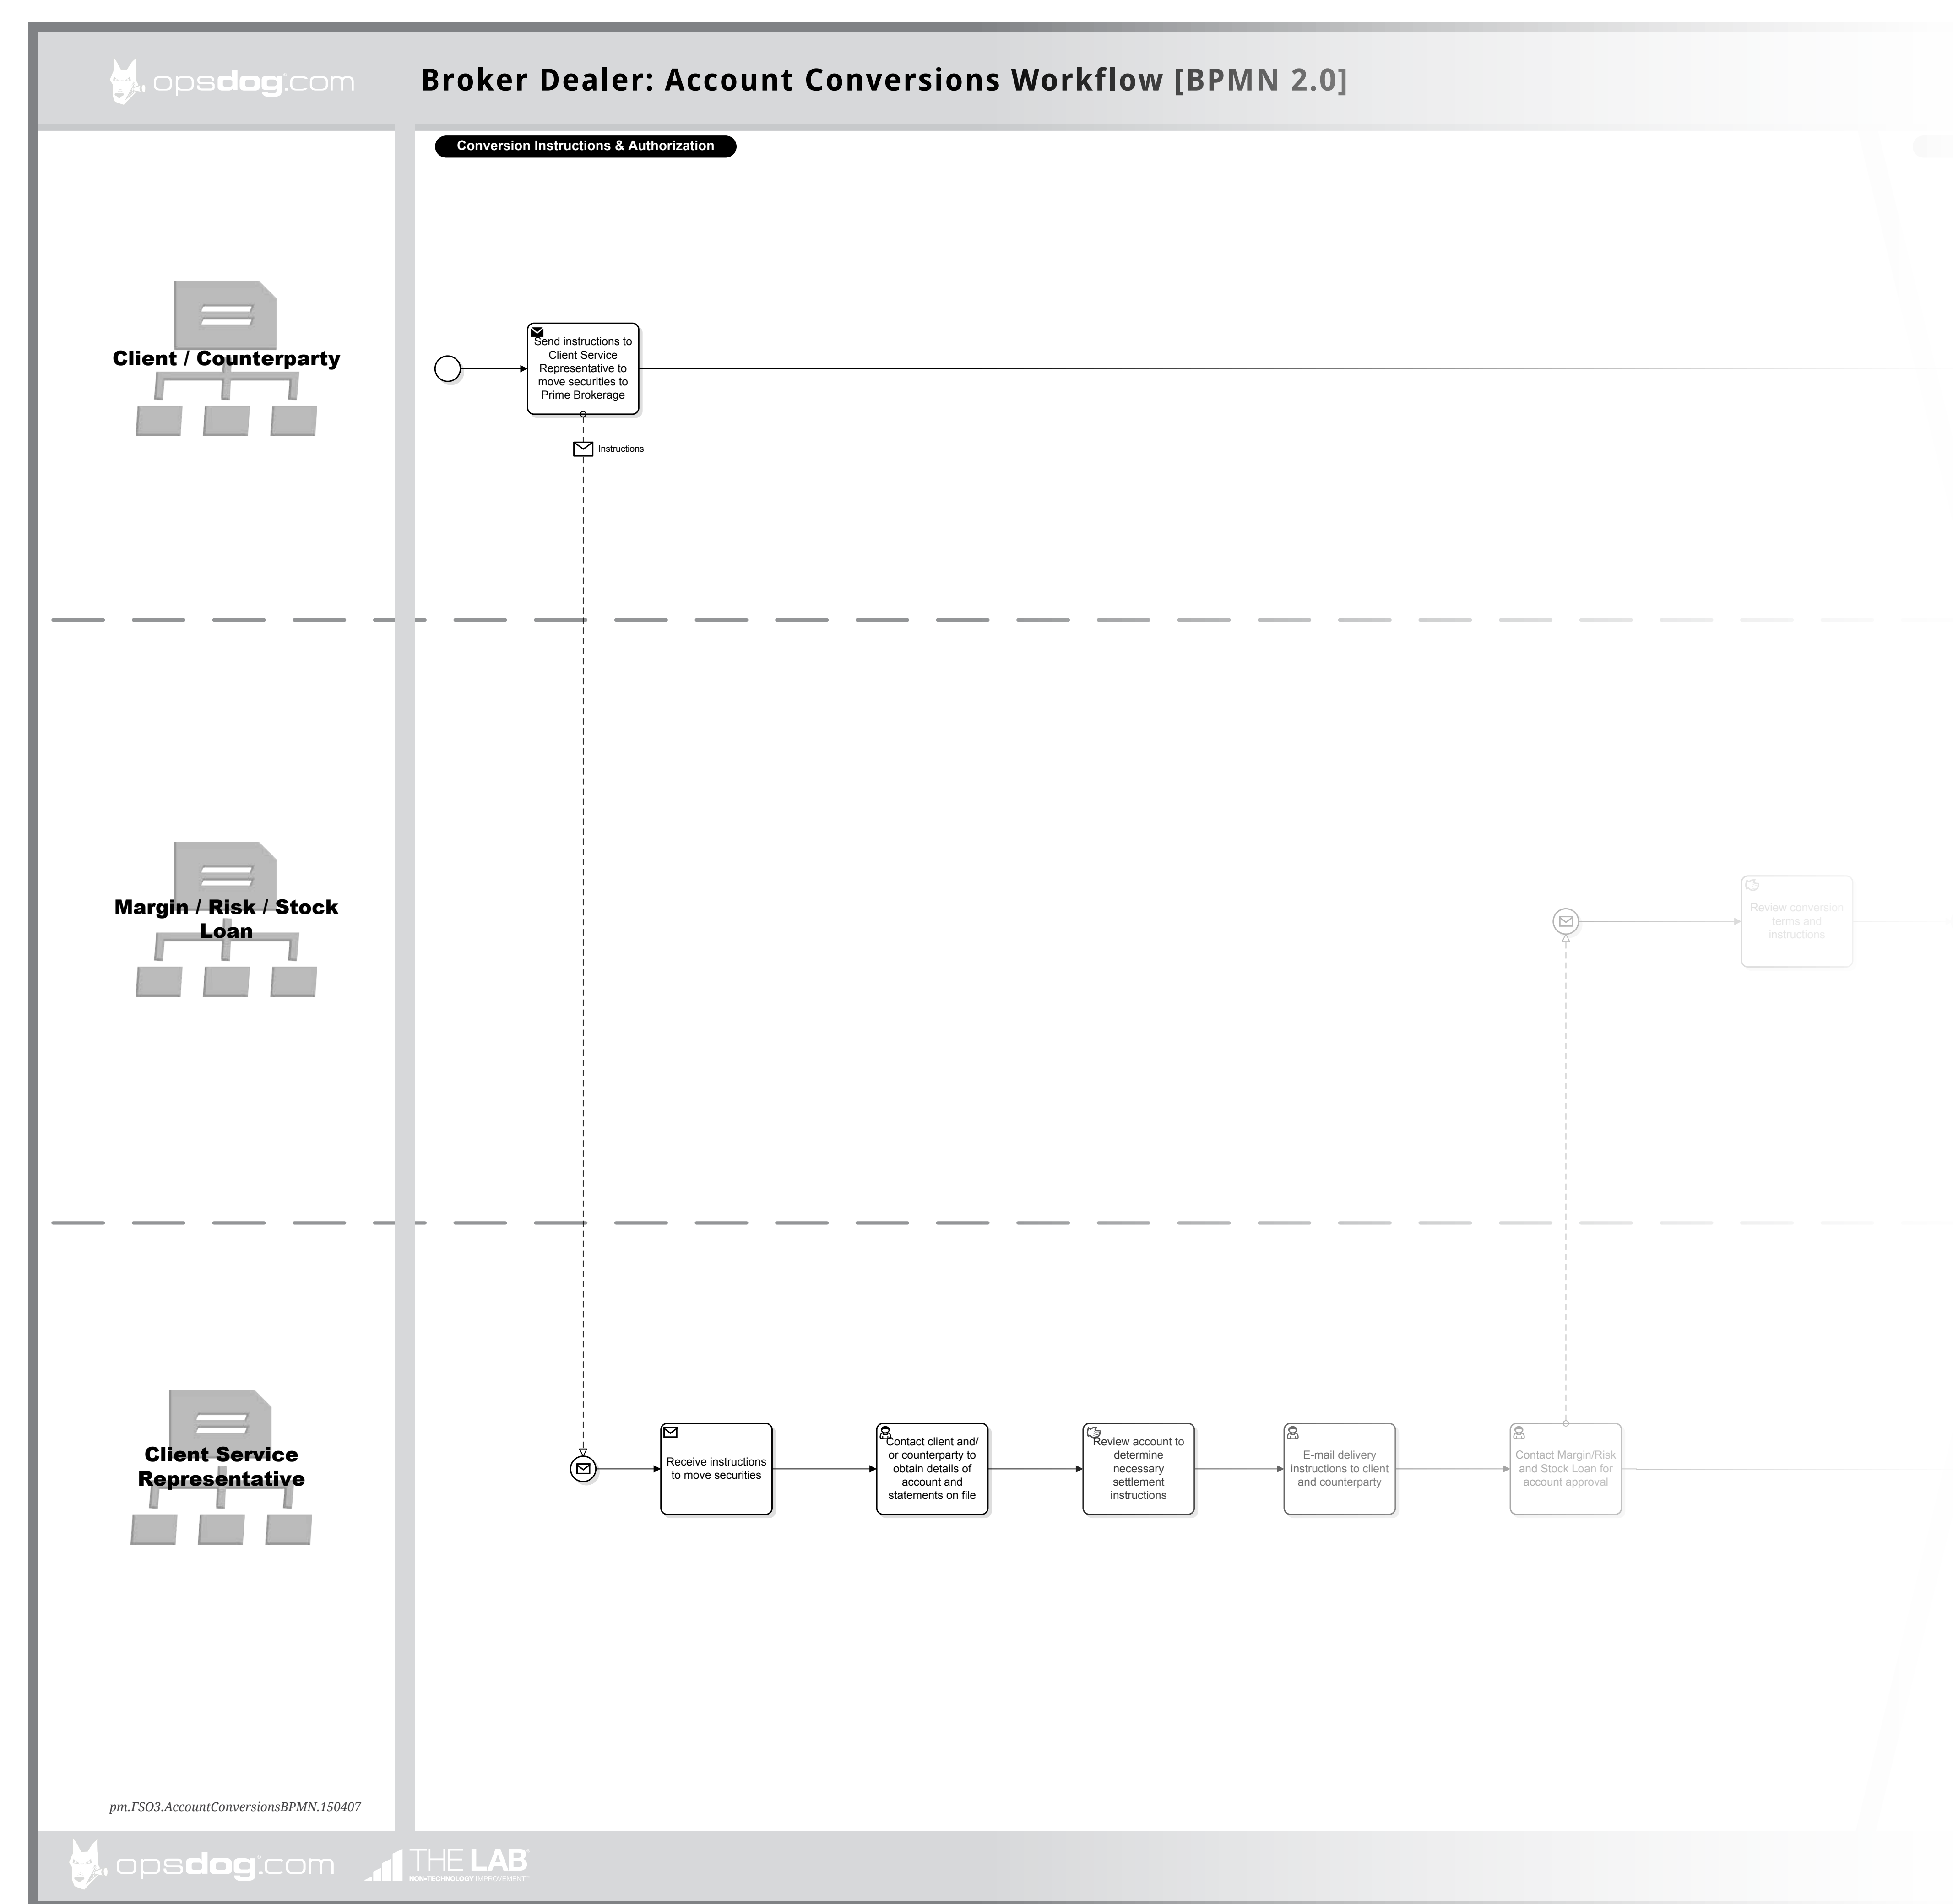 opsdog.com
Broker Dealer: Account Conversions Workflow [BPMN 2.0]
Conversion Instructions & Authorization
Client / Counterparty
Send instructions to
Client Service
Representative to
move securities to
Prime Brokerage
Instructions
Margin / Risk / Stock
Loan
Review conversion
terms and
instructions
Client Service
Representative
Receive instructions
to move securities
Contact client and/
or counterparty to
obtain details of
account and
statements on file
Review account to
determine
necessary
settlement
instructions
E-mail delivery
instructions to client
and counterparty
Contact Margin/Risk
and Stock Loan for
account approval
pm.FSO3.AccountConversionsBPMN.150407
opsdog.com
THE LAB
NON-TECHNOLOGY IMPROVEMENT™